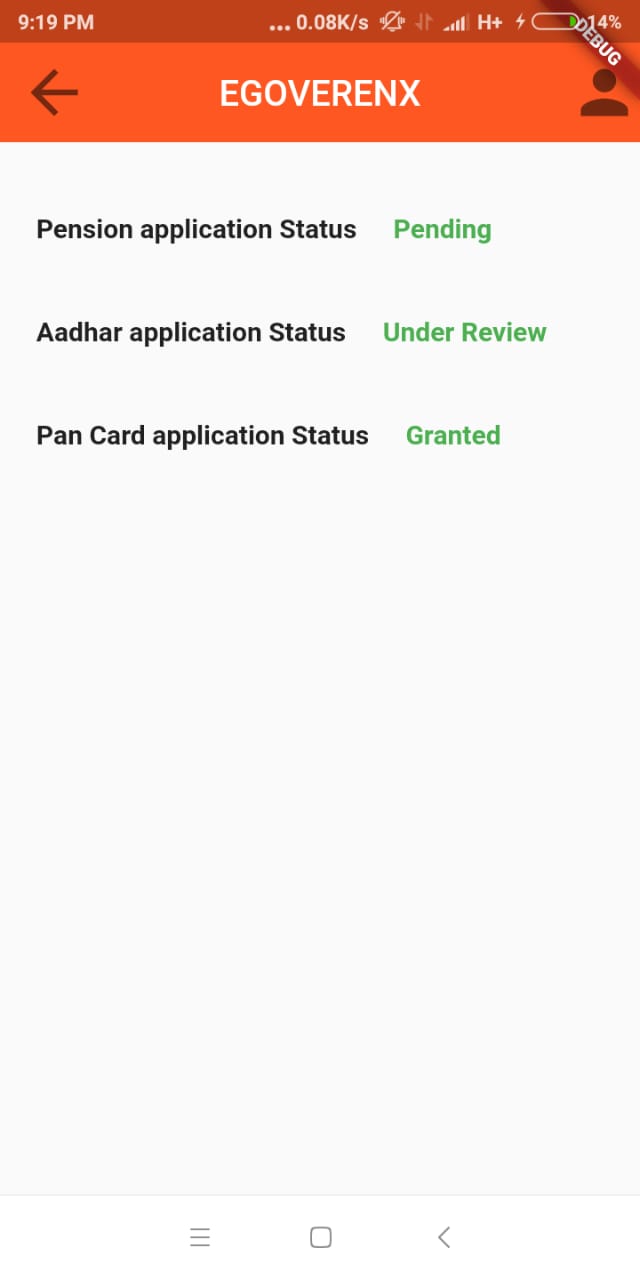 9:19 PM ... 0.08K/s H+ 14%
DEBUG
EGOVERENX
Pension application Status Pending
Aadhar application Status Under Review
Pan Card application Status Granted